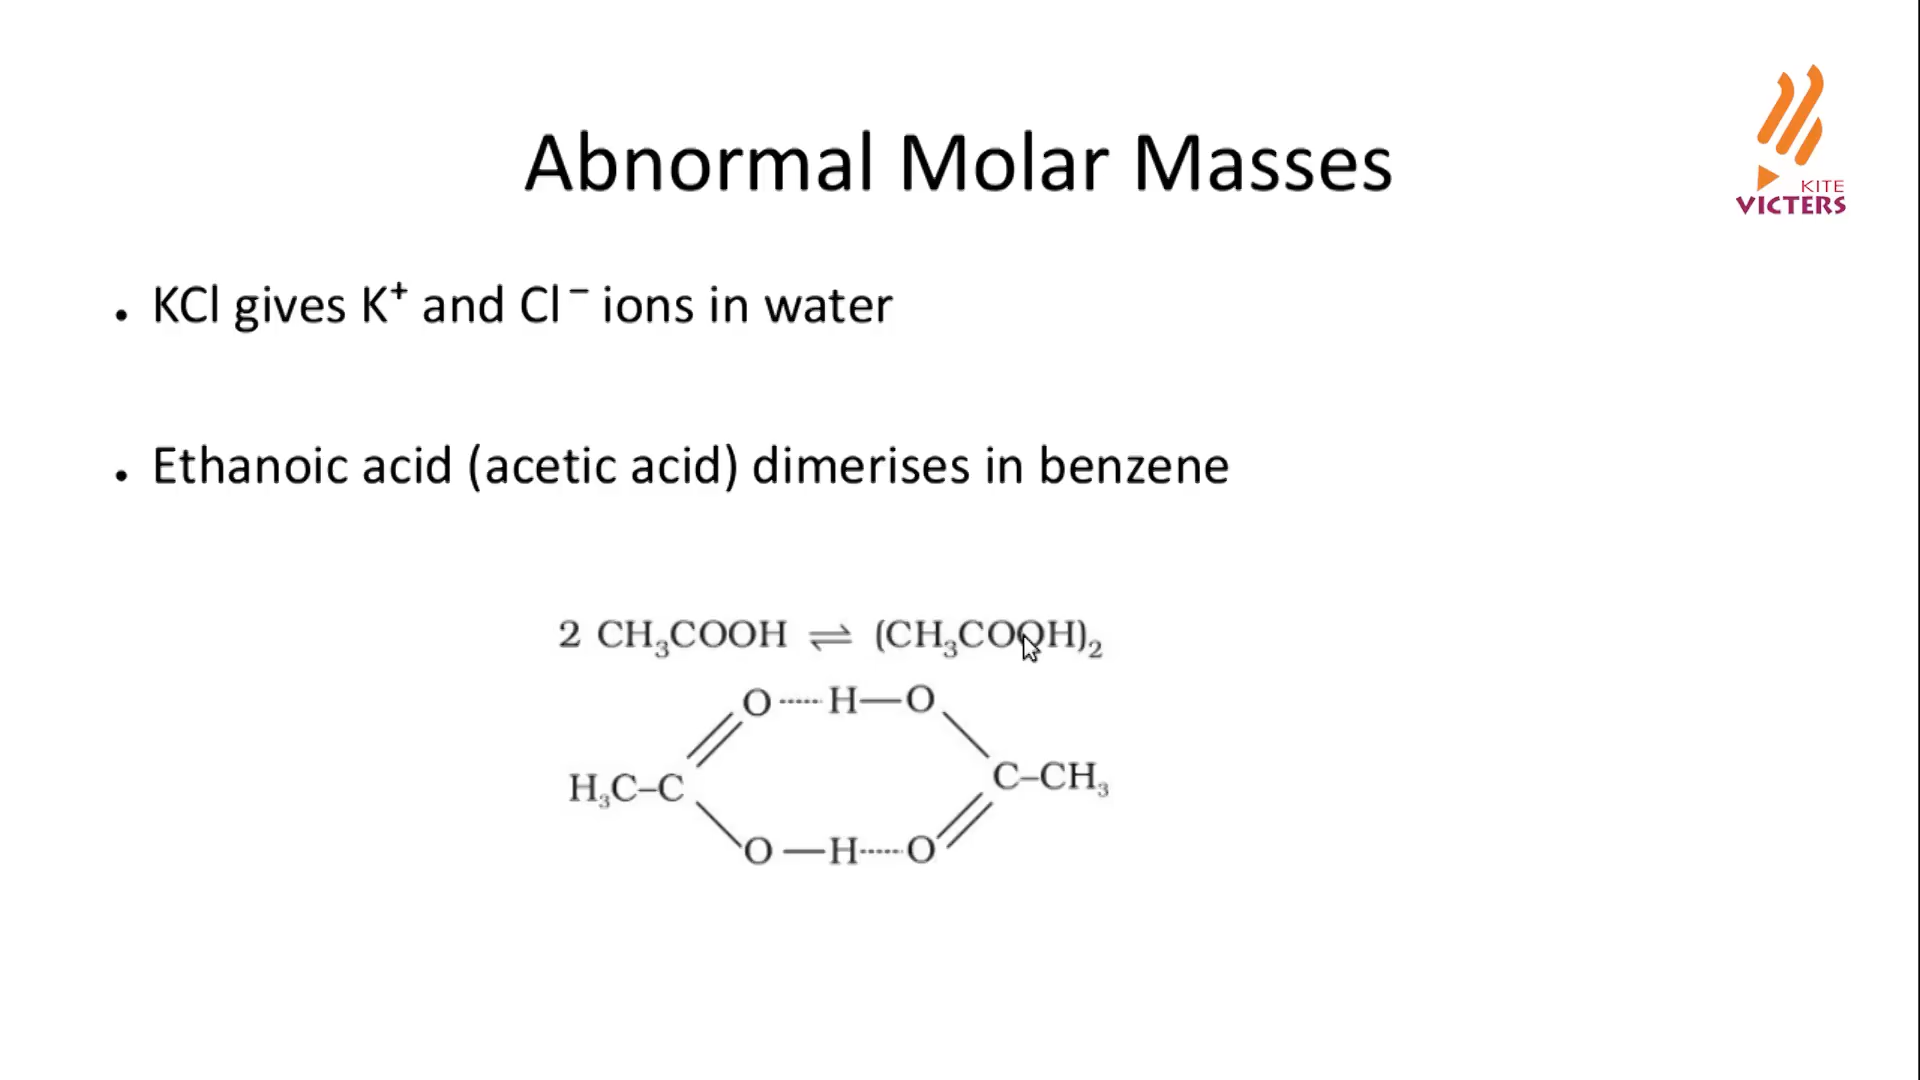 KITE
VICTERS
Abnormal Molar Masses
• KCl gives K⁺ and Cl⁻ ions in water
• Ethanoic acid (acetic acid) dimerises in benzene
2 CH₃COOH ⇌ (CH₃COOH)₂
O ····· H—O
H₃C–C
C–CH₃
O —H ····· O